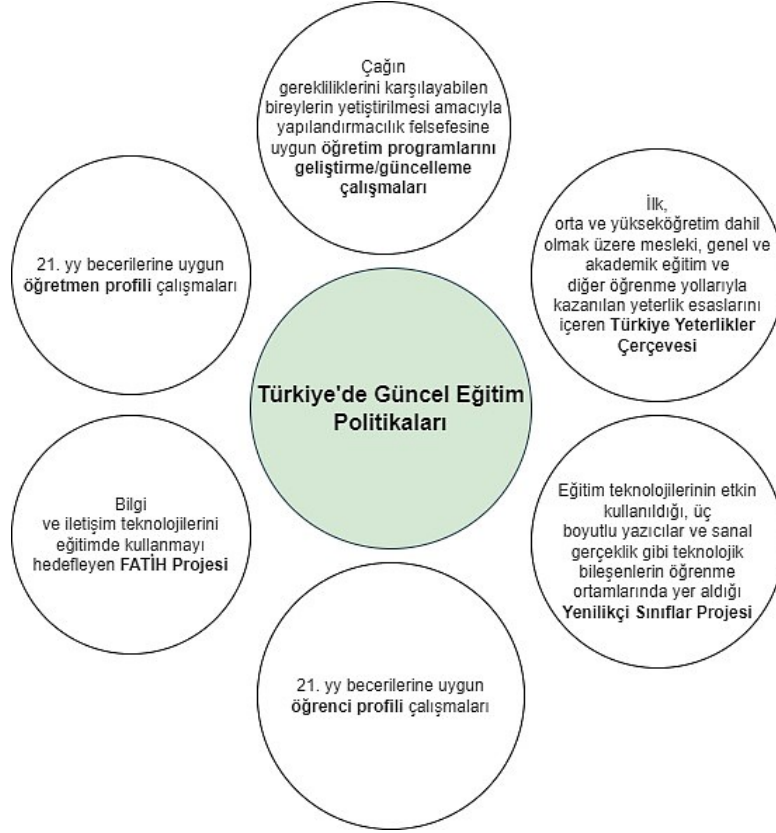 Çağın
gerekliliklerini karşılayabilen
bireylerin yetiştirilmesi amacıyla
yapılandırmacılık felsefesine
uygun öğretim programlarını
geliştirme/güncelleme
çalışmaları
İlk,
orta ve yükseköğretim dahil
olmak üzere mesleki, genel ve
akademik eğitim ve
diğer öğrenme yollarıyla
kazanılan yeterlik esaslarını
içeren Türkiye Yeterlikler
Çerçevesi
21. yy becerilerine uygun
öğretmen profili çalışmaları
Türkiye'de Güncel Eğitim
Politikaları
Bilgi
ve iletişim teknolojilerini
eğitimde kullanmayı
hedefleyen FATİH Projesi
Eğitim teknolojilerinin etkin
kullanıldığı, üç
boyutlu yazıcılar ve sanal
gerçeklik gibi teknolojik
bileşenlerin öğrenme
ortamlarında yer aldığı
Yenilikçi Sınıflar Projesi
21. yy becerilerine uygun
öğrenci profili çalışmaları